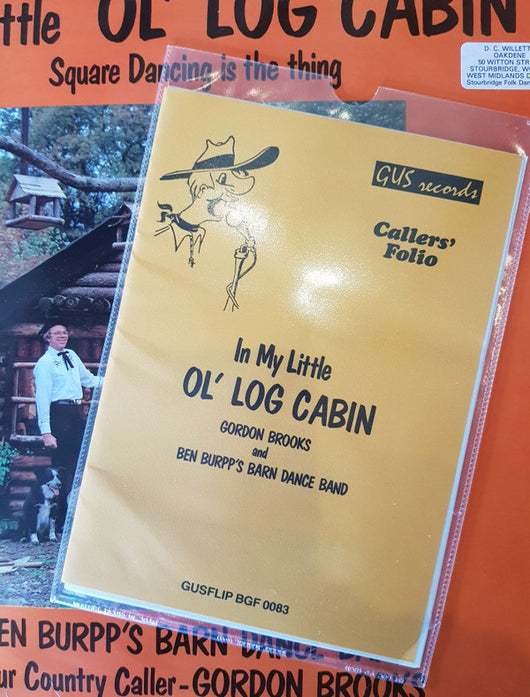 ttle OL' LOG CABIN
Square Dancing is the thing
D. C. WILLETT
OAKDENE
50 WITTON STR
STOURBRIDGE, WO
WEST MIDLANDS D
Stourbridge Folk Dan
GUS records
Callers'
Folio
In My Little
OL' LOG CABIN
GORDON BROOKS
and
BEN BURPP'S BARN DANCE BAND
GUSFLIP BGF 0083
EN BURPP'S BARN DANCE B
ur Country Caller-GORDON BROOKS